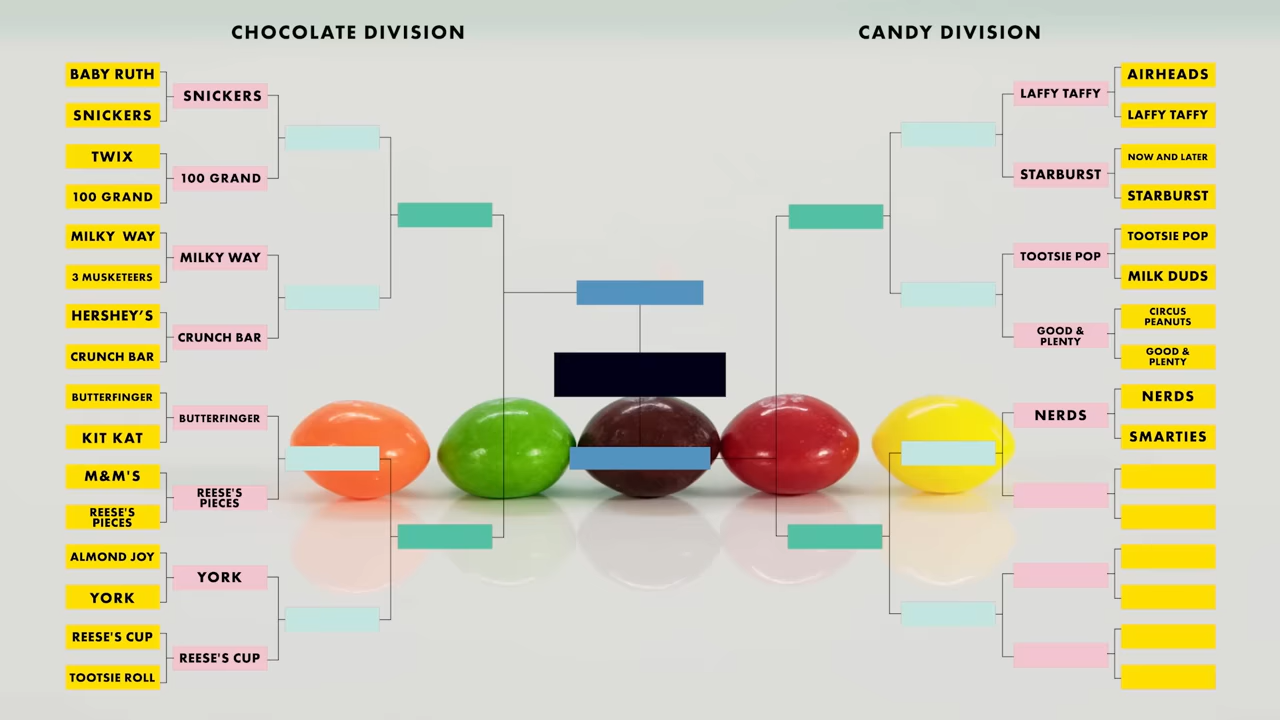 CHOCOLATE DIVISION
CANDY DIVISION
BABY RUTH
SNICKERS
SNICKERS
TWIX
100 GRAND
100 GRAND
MILKY WAY
MILKY WAY
3 MUSKETEERS
HERSHEY'S
CRUNCH BAR
CRUNCH BAR
BUTTERFINGER
BUTTERFINGER
KIT KAT
M&M'S
REESE'S
PIECES
REESE'S
PIECES
ALMOND JOY
YORK
YORK
REESE'S CUP
REESE'S CUP
TOOTSIE ROLL
LAFFY TAFFY
AIRHEADS
LAFFY TAFFY
STARBURST
NOW AND LATER
STARBURST
TOOTSIE POP
TOOTSIE POP
MILK DUDS
GOOD &
PLENTY
CIRCUS
PEANUTS
GOOD &
PLENTY
NERDS
NERDS
SMARTIES